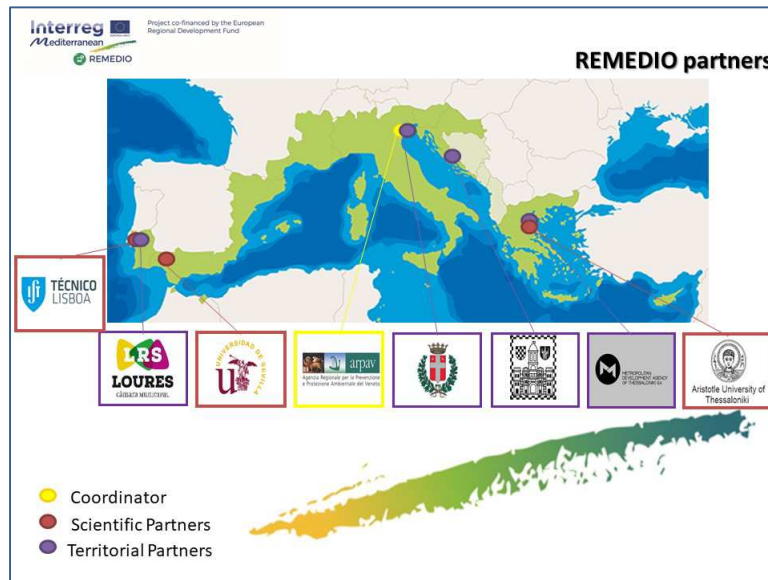 Interreg
Mediterranean
REMEDIO
Project co-financed by the European
Regional Development Fund
REMEDIO partners
TÉCNICO
LISBOA
LRS
LOURES
CÂMARA MUNICIPAL
UNIVERSIDAD DE SEVILLA
arpav
Agenzia Regionale per la Prevenzione
e Protezione Ambientale del Veneto
M
METROPOLITAN
DEVELOPMENT AGENCY
OF THESSALONIKI SA
Aristotle University of
Thessaloniki
Coordinator
Scientific Partners
Territorial Partners